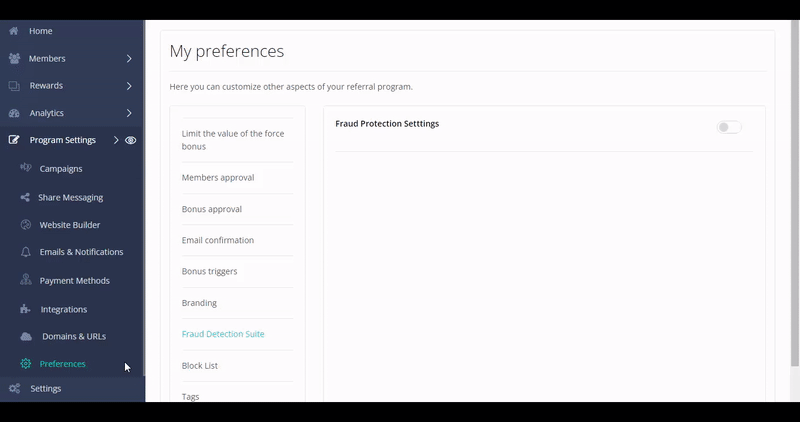 Home
Members
Rewards
Analytics
Program Settings
Campaigns
Share Messaging
Website Builder
Emails & Notifications
Payment Methods
Integrations
Domains & URLs
Preferences
Settings
My preferences
Here you can customize other aspects of your referral program.
Limit the value of the force
bonus
Members approval
Bonus approval
Email confirmation
Bonus triggers
Branding
Fraud Detection Suite
Block List
Tags
Fraud Protection Setttings